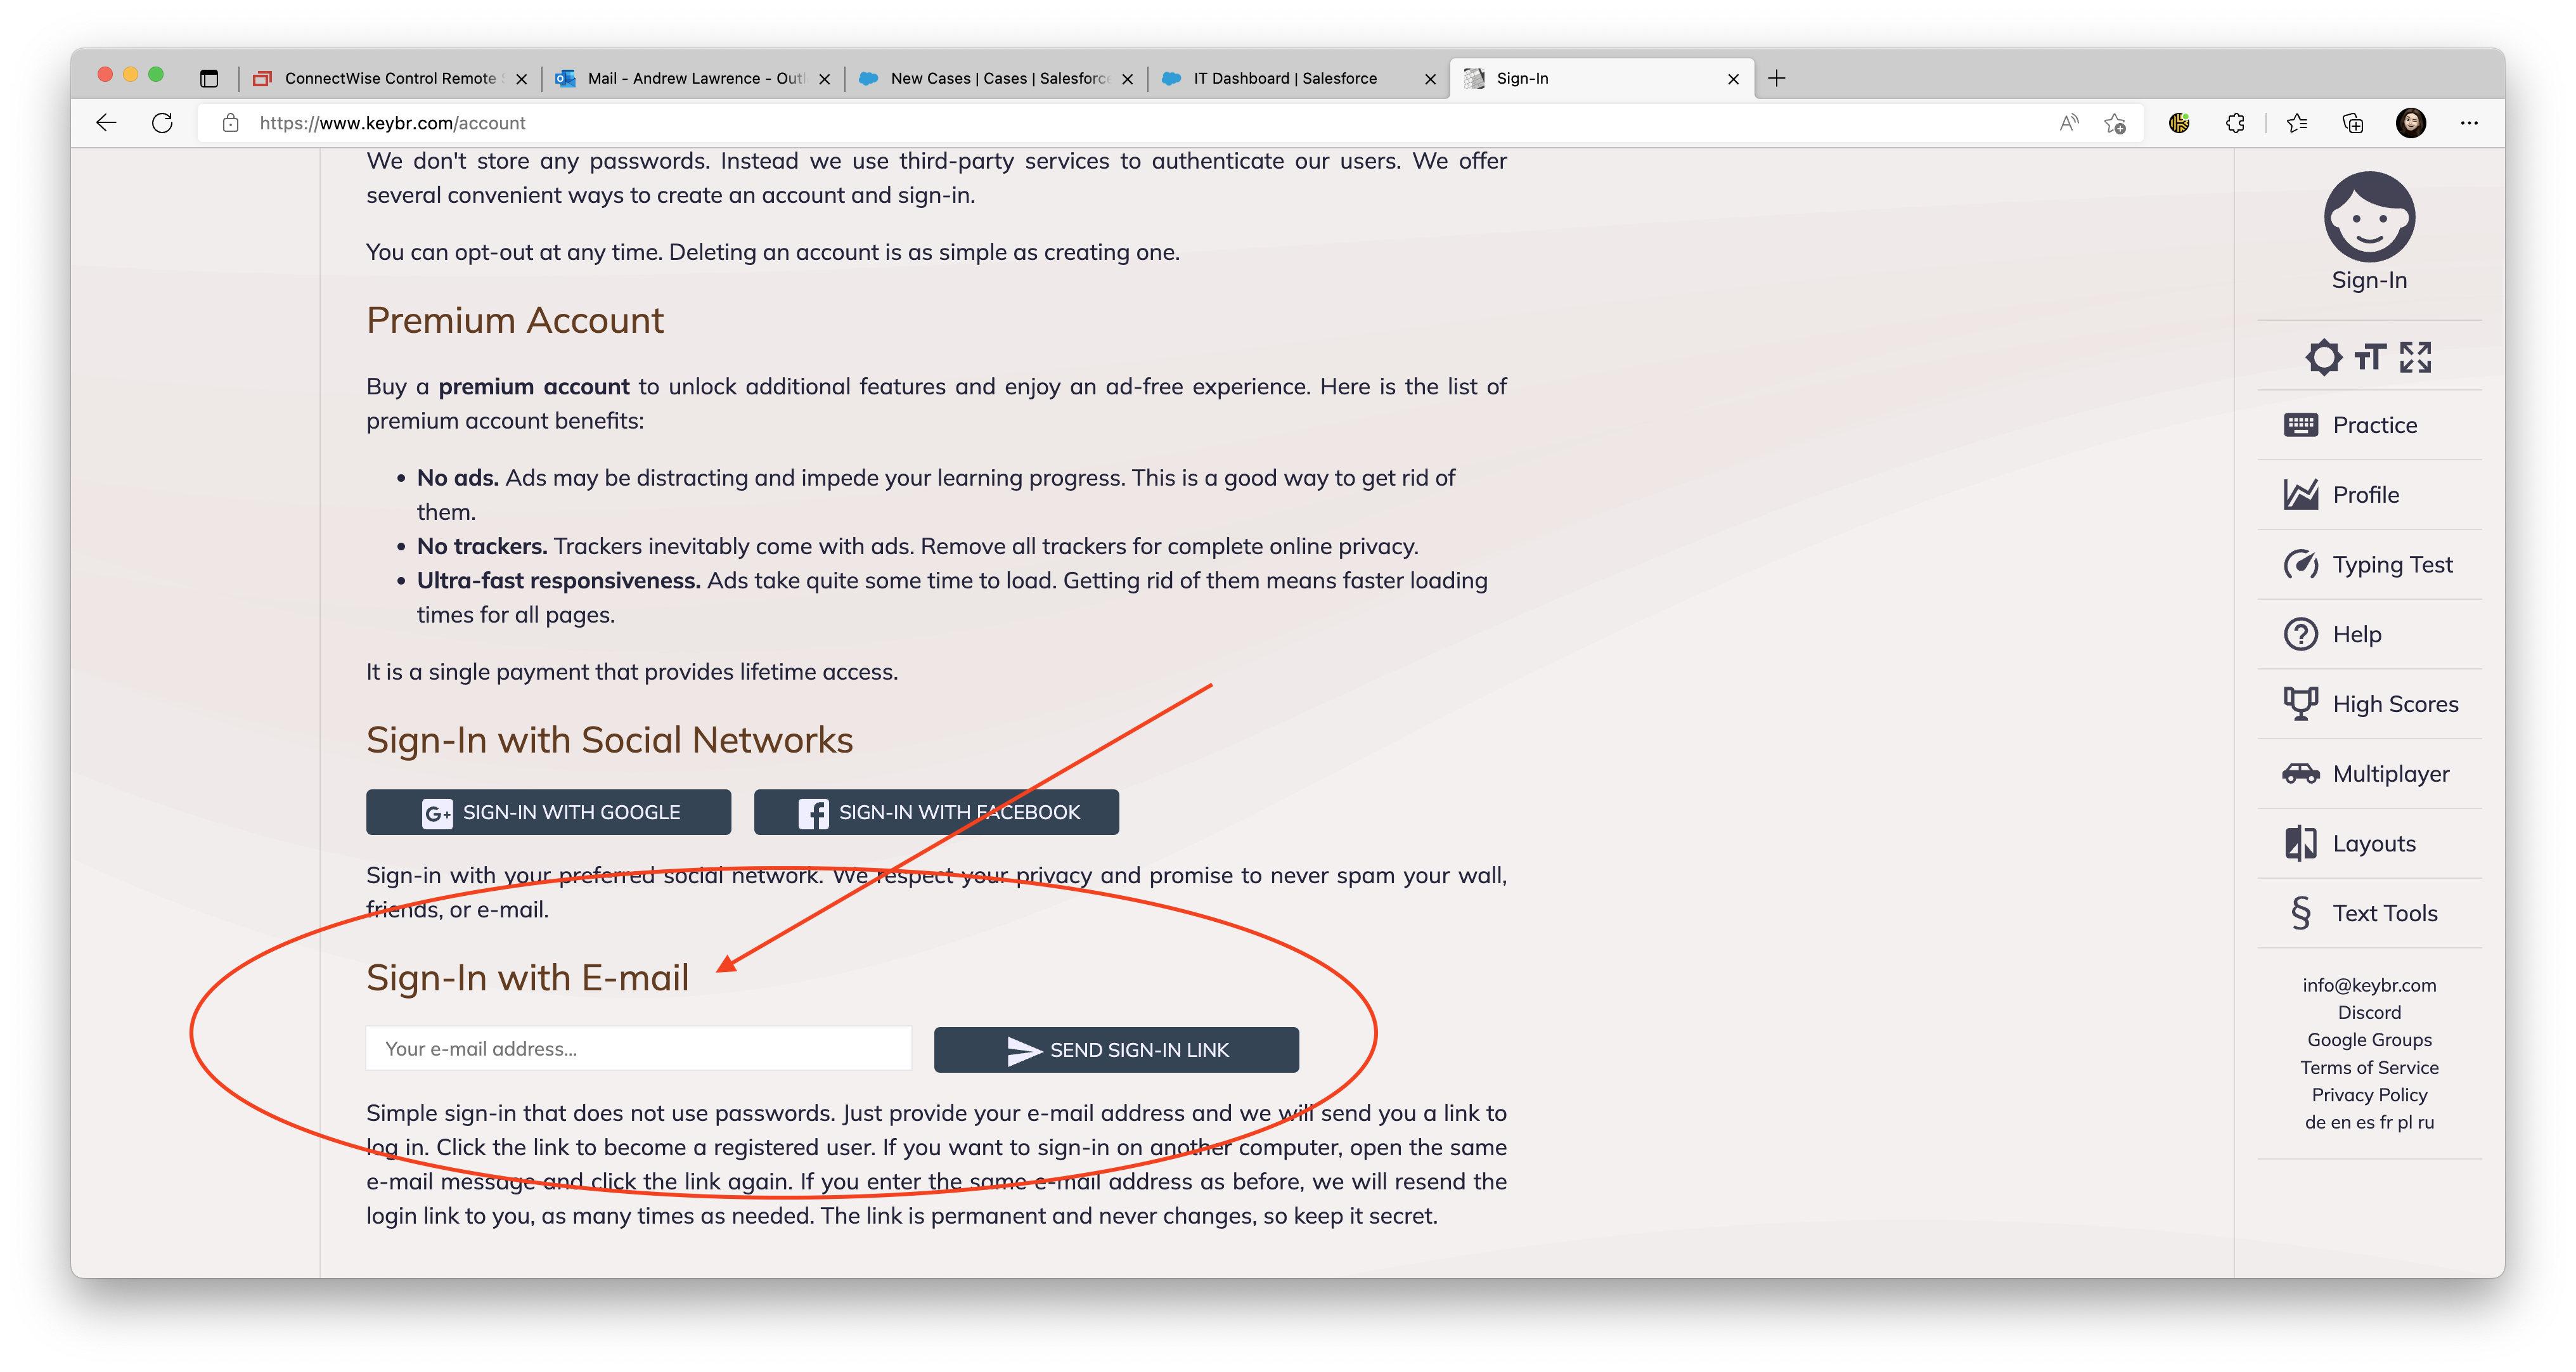 ConnectWise Control Remote
Mail - Andrew Lawrence - Outl
New Cases | Cases | Salesforce
IT Dashboard | Salesforce
Sign-In
https://www.keybr.com/account
We don't store any passwords. Instead we use third-party services to authenticate our users. We offer
several convenient ways to create an account and sign-in.
You can opt-out at any time. Deleting an account is as simple as creating one.
Premium Account
Buy a premium account to unlock additional features and enjoy an ad-free experience. Here is the list of
premium account benefits:
• No ads. Ads may be distracting and impede your learning progress. This is a good way to get rid of
them.
• No trackers. Trackers inevitably come with ads. Remove all trackers for complete online privacy.
• Ultra-fast responsiveness. Ads take quite some time to load. Getting rid of them means faster loading
times for all pages.
It is a single payment that provides lifetime access.
Sign-In with Social Networks
G+ SIGN-IN WITH GOOGLE
f SIGN-IN WITH FACEBOOK
Sign-in with your preferred social network. We respect your privacy and promise to never spam your wall,
friends, or e-mail.
Sign-In with E-mail
Your e-mail address...
SEND SIGN-IN LINK
Simple sign-in that does not use passwords. Just provide your e-mail address and we will send you a link to
log in. Click the link to become a registered user. If you want to sign-in on another computer, open the same
e-mail message and click the link again. If you enter the same e-mail address as before, we will resend the
login link to you, as many times as needed. The link is permanent and never changes, so keep it secret.
Sign-In
Practice
Profile
Typing Test
Help
High Scores
Multiplayer
Layouts
§ Text Tools
info@keybr.com
Discord
Google Groups
Terms of Service
Privacy Policy
de en es fr pl ru